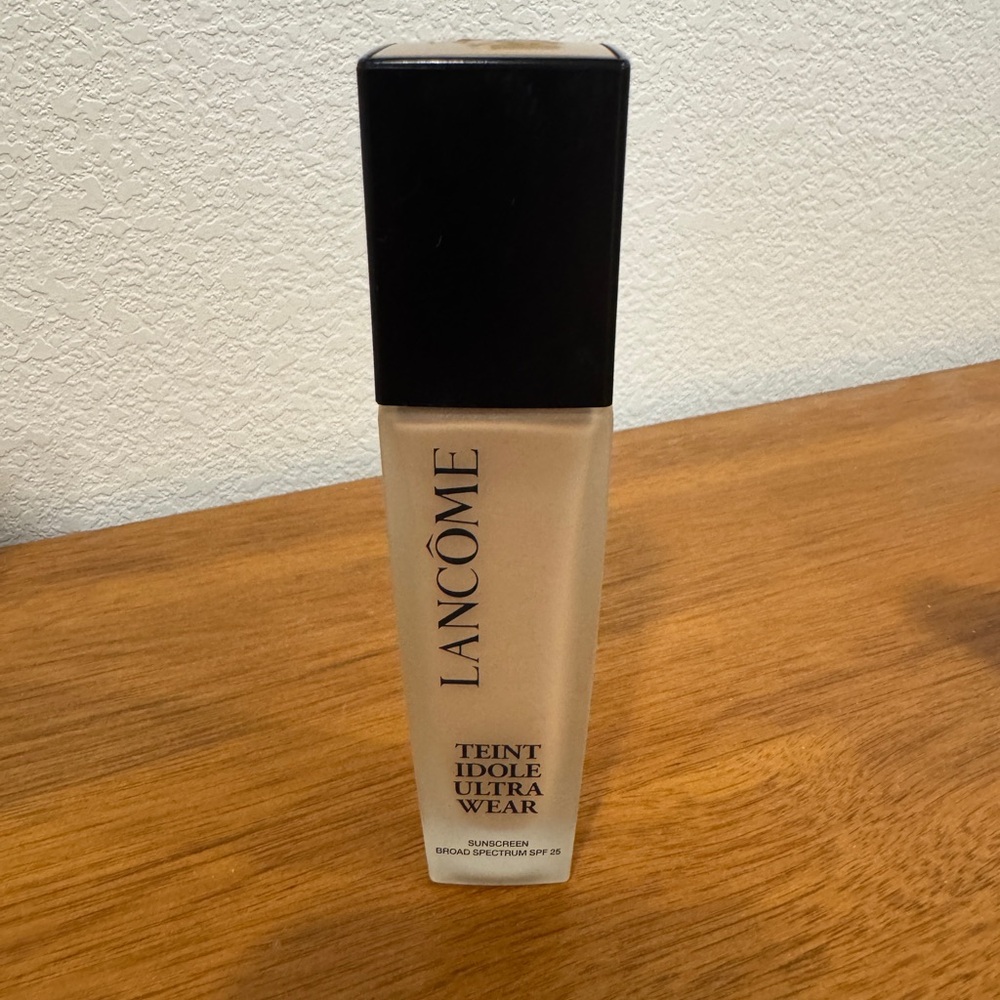 LANCÔME
TEINT
IDOLE
ULTRA
WEAR
SUNSCREEN
BROAD SPECTRUM SPF 25